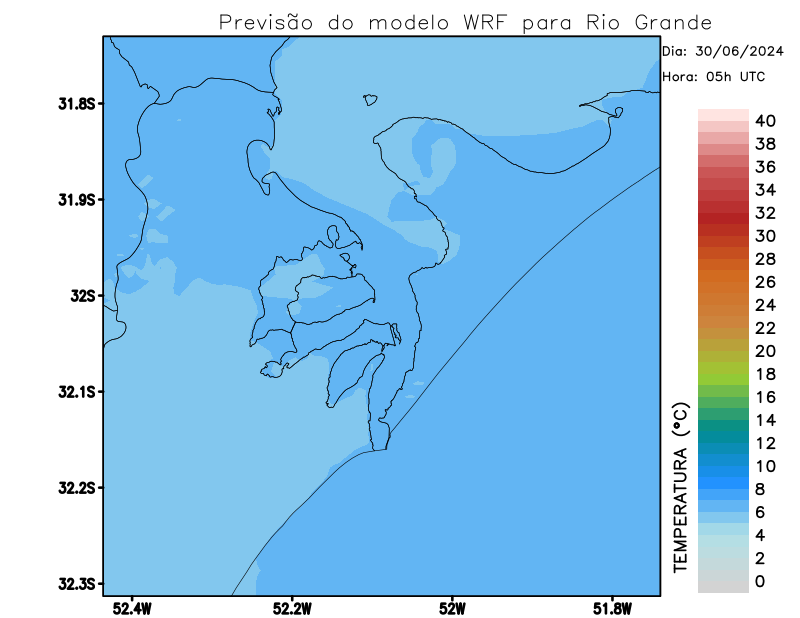 Previsão do modelo WRF para Rio Grande
Dia: 30/06/2024
Hora: 05h UTC
31.8S
31.9S
32S
32.1S
32.2S
32.3S
52.4W
52.2W
52W
51.8W
TEMPERATURA (°C)
40
38
36
34
32
30
28
26
24
22
20
18
16
14
12
10
8
6
4
2
0